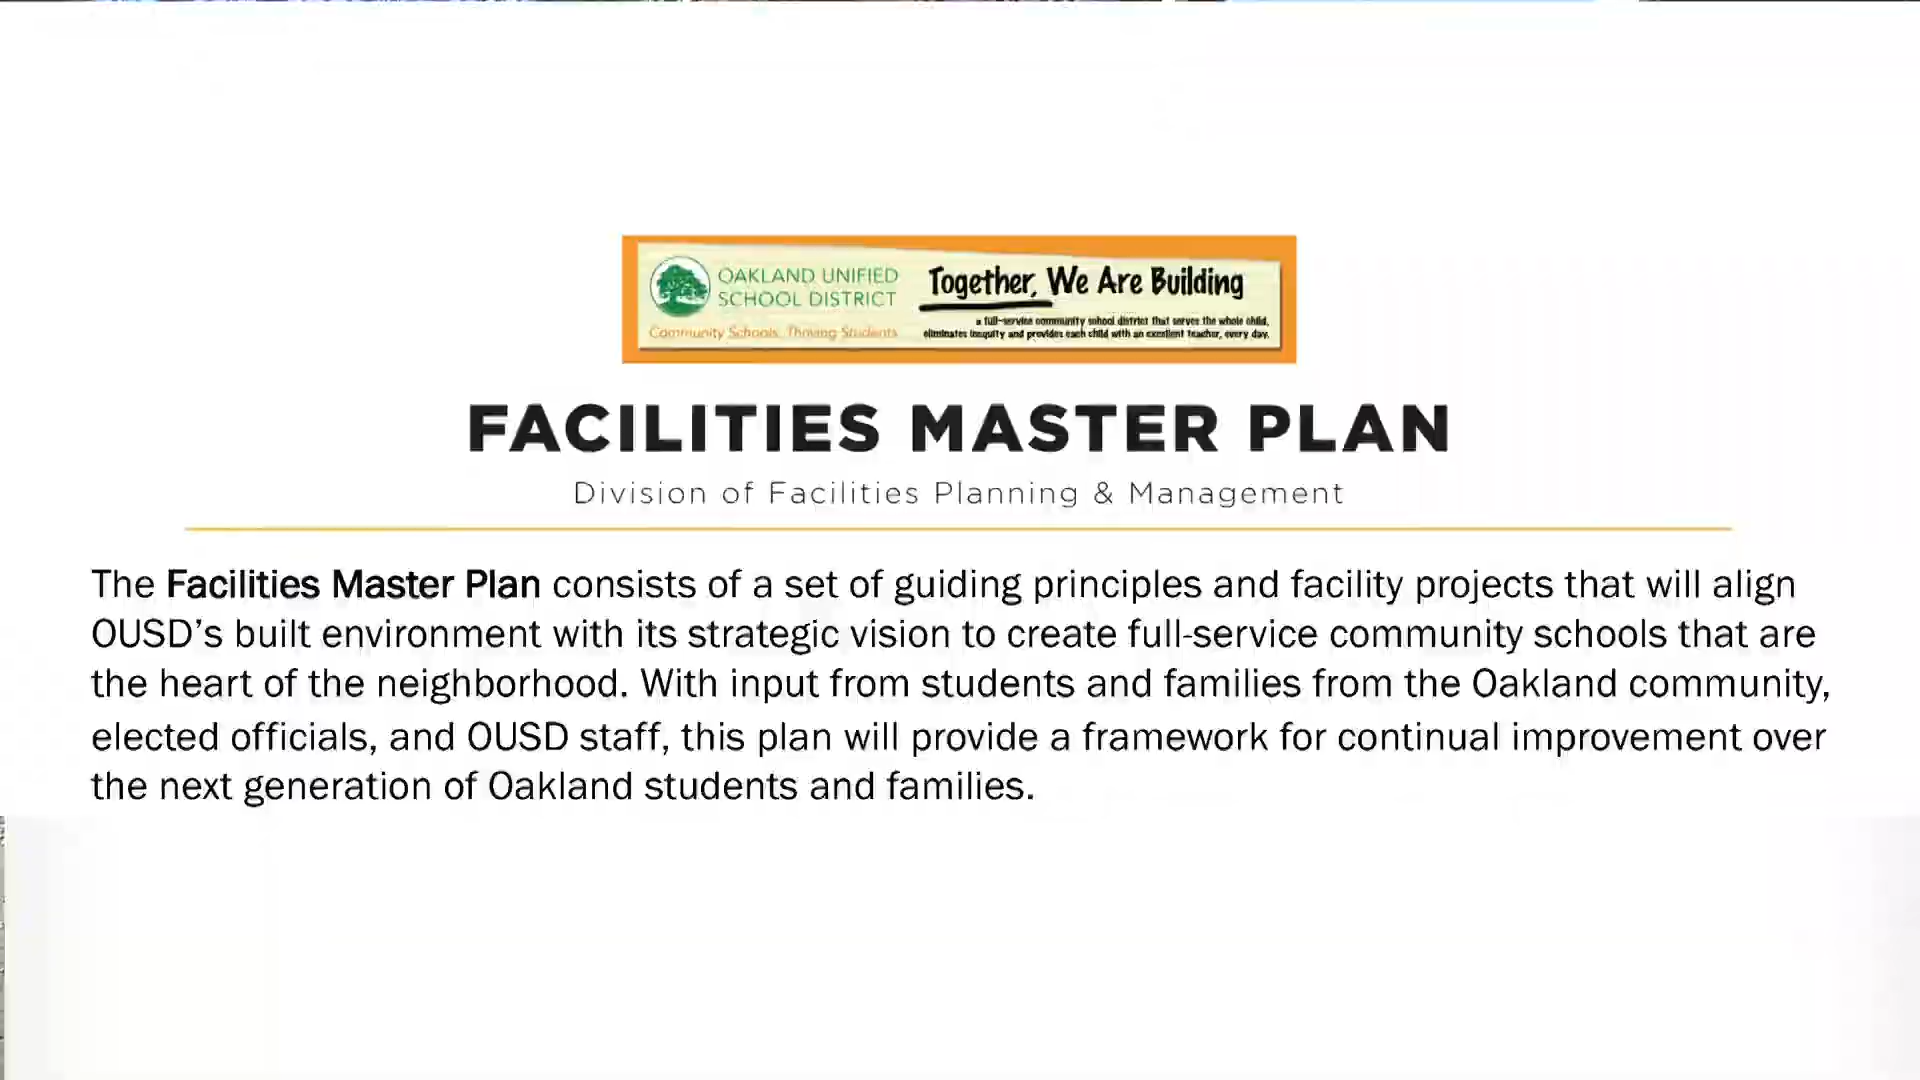 OAKLAND UNIFIED
SCHOOL DISTRICT
Community Schools, Thriving Students
Together, We Are Building
a full-service community school district that serves the whole child,
eliminates inequity and provides each child with an excellent teacher, every day.
FACILITIES MASTER PLAN
Division of Facilities Planning & Management
The Facilities Master Plan consists of a set of guiding principles and facility projects that will align
OUSD’s built environment with its strategic vision to create full-service community schools that are
the heart of the neighborhood. With input from students and families from the Oakland community,
elected officials, and OUSD staff, this plan will provide a framework for continual improvement over
the next generation of Oakland students and families.